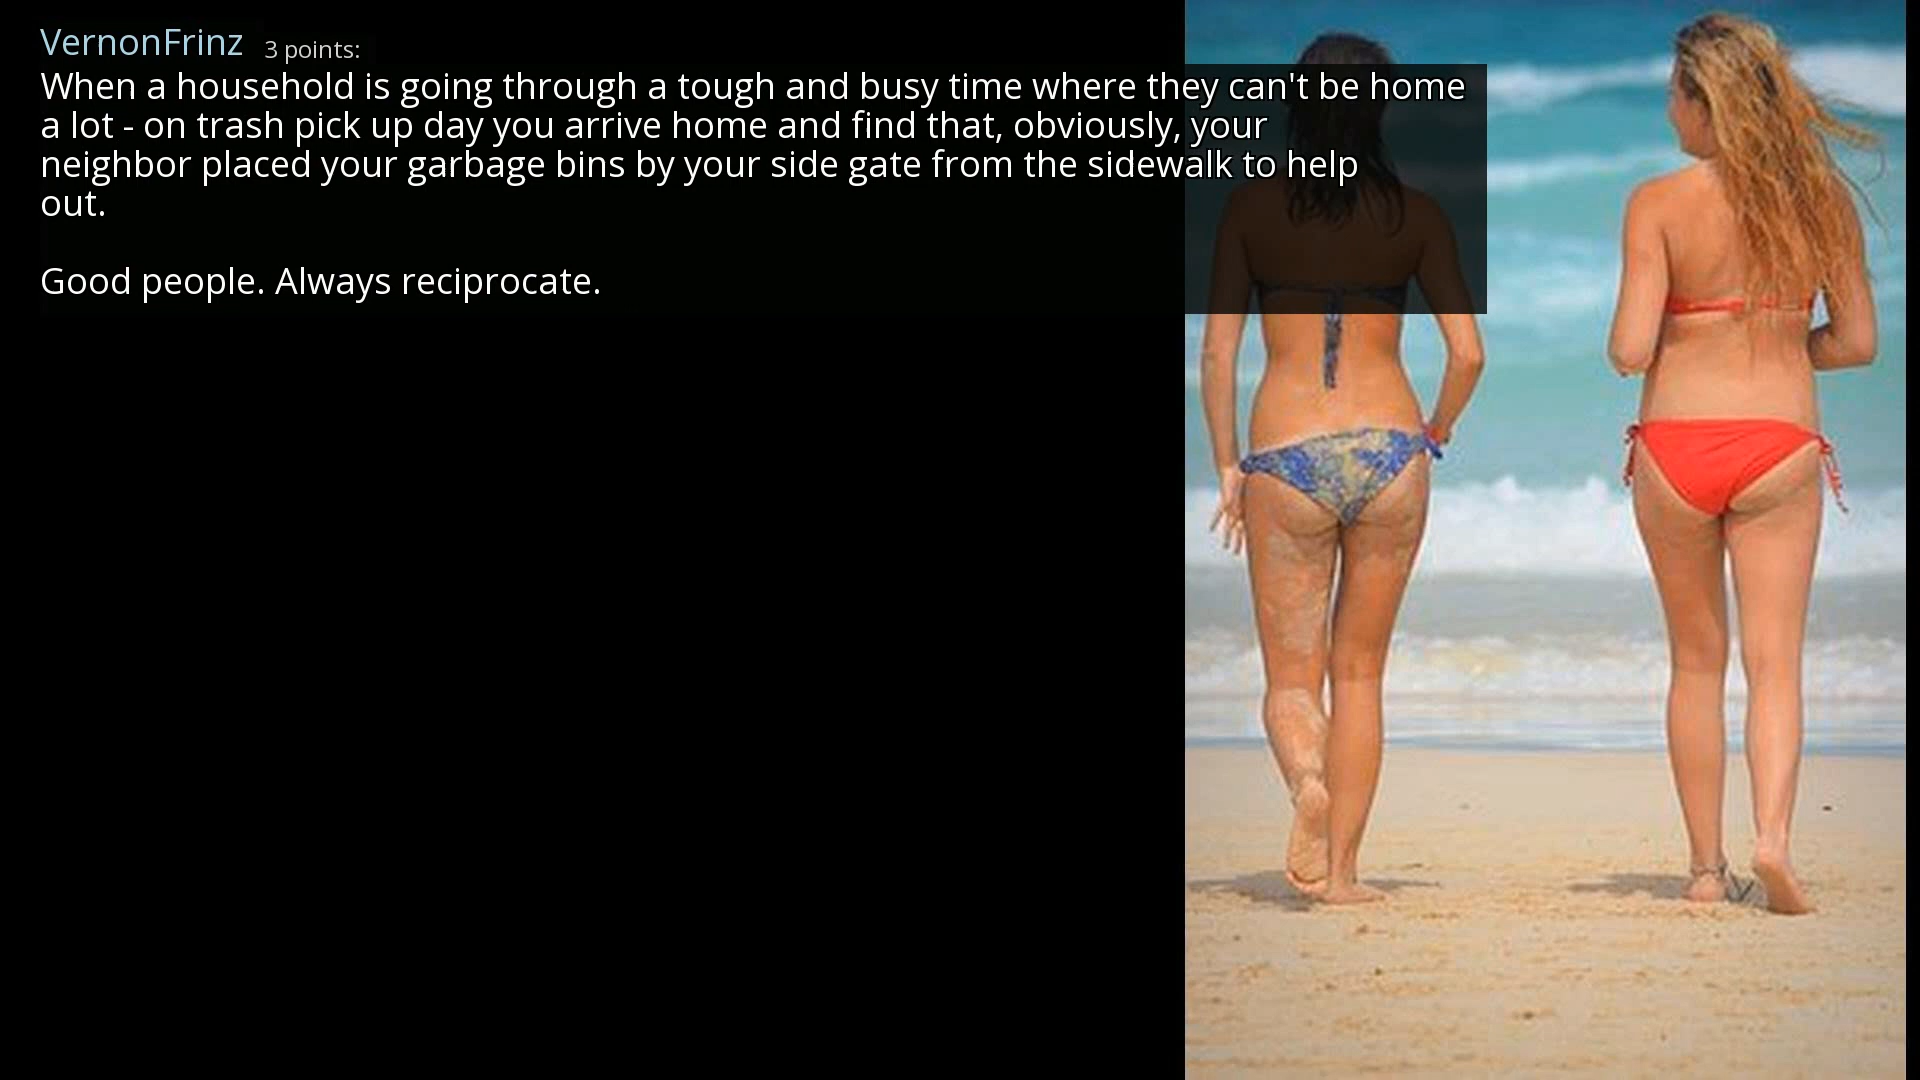 VernonFrinz 3 points:
When a household is going through a tough and busy time where they can't be home
a lot - on trash pick up day you arrive home and find that, obviously, your
neighbor placed your garbage bins by your side gate from the sidewalk to help
out.
Good people. Always reciprocate.